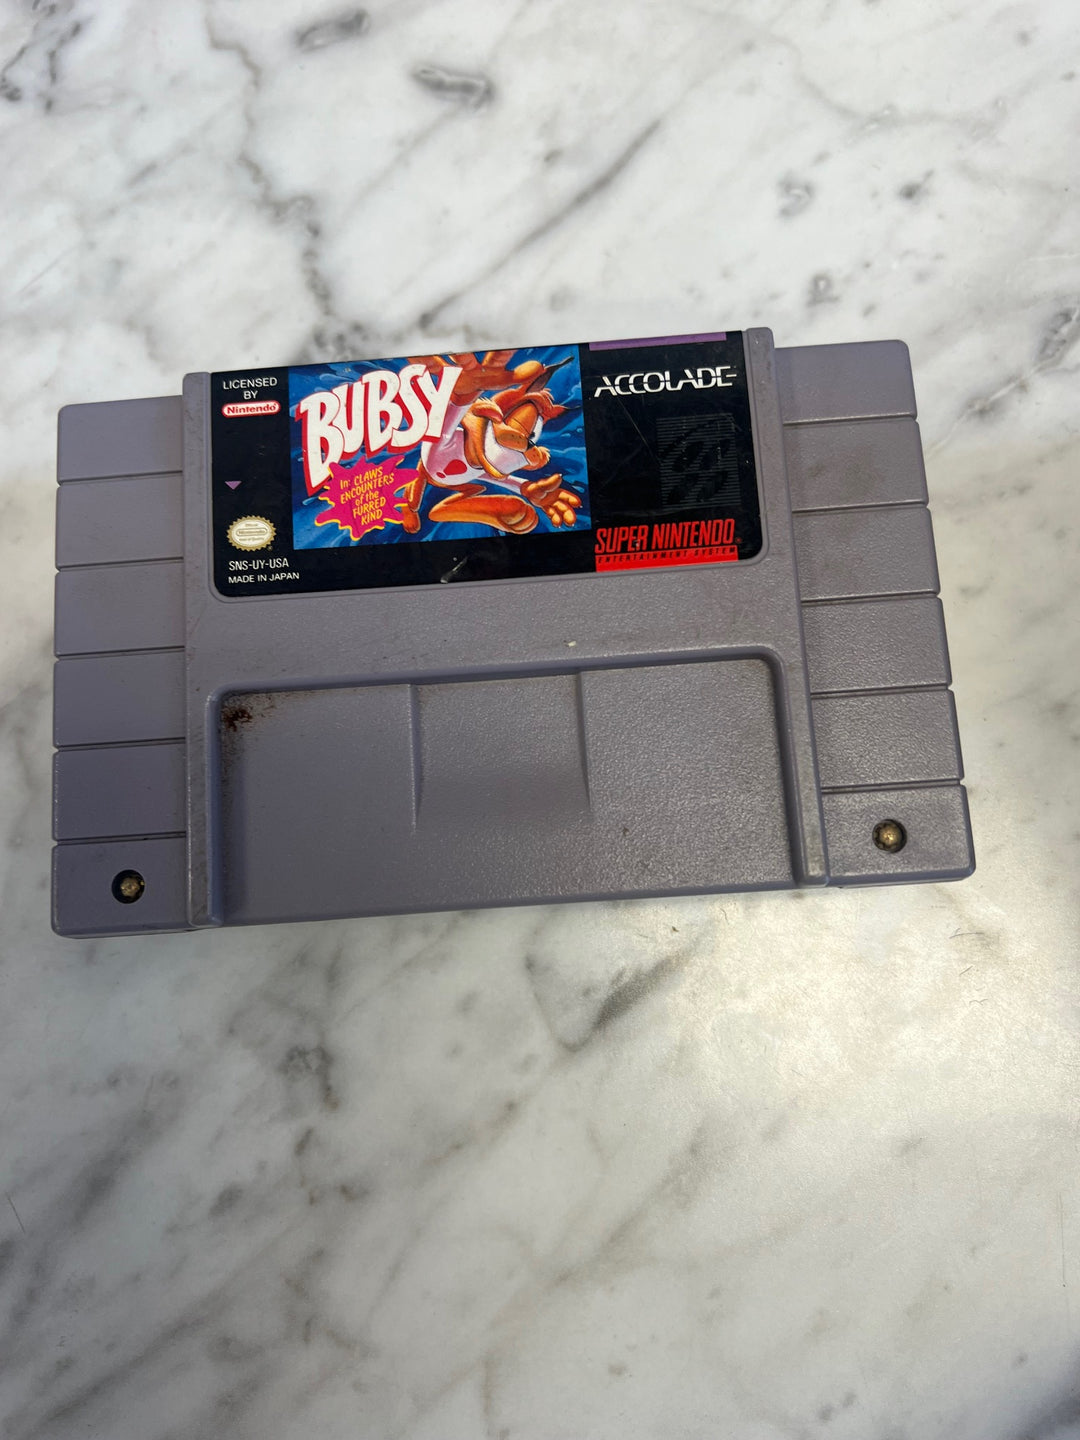 LICENSED
BY
Nintendo
BUBSY
In: CLAWS
ENCOUNTERS
of the
FURRED
KIND
ACCOLADE
SUPER NINTENDO
ENTERTAINMENT SYSTEM
SNS-UY-USA
MADE IN JAPAN